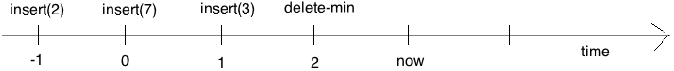 insert(2) insert(7) insert(3) delete-min
-1 0 1 2 now time